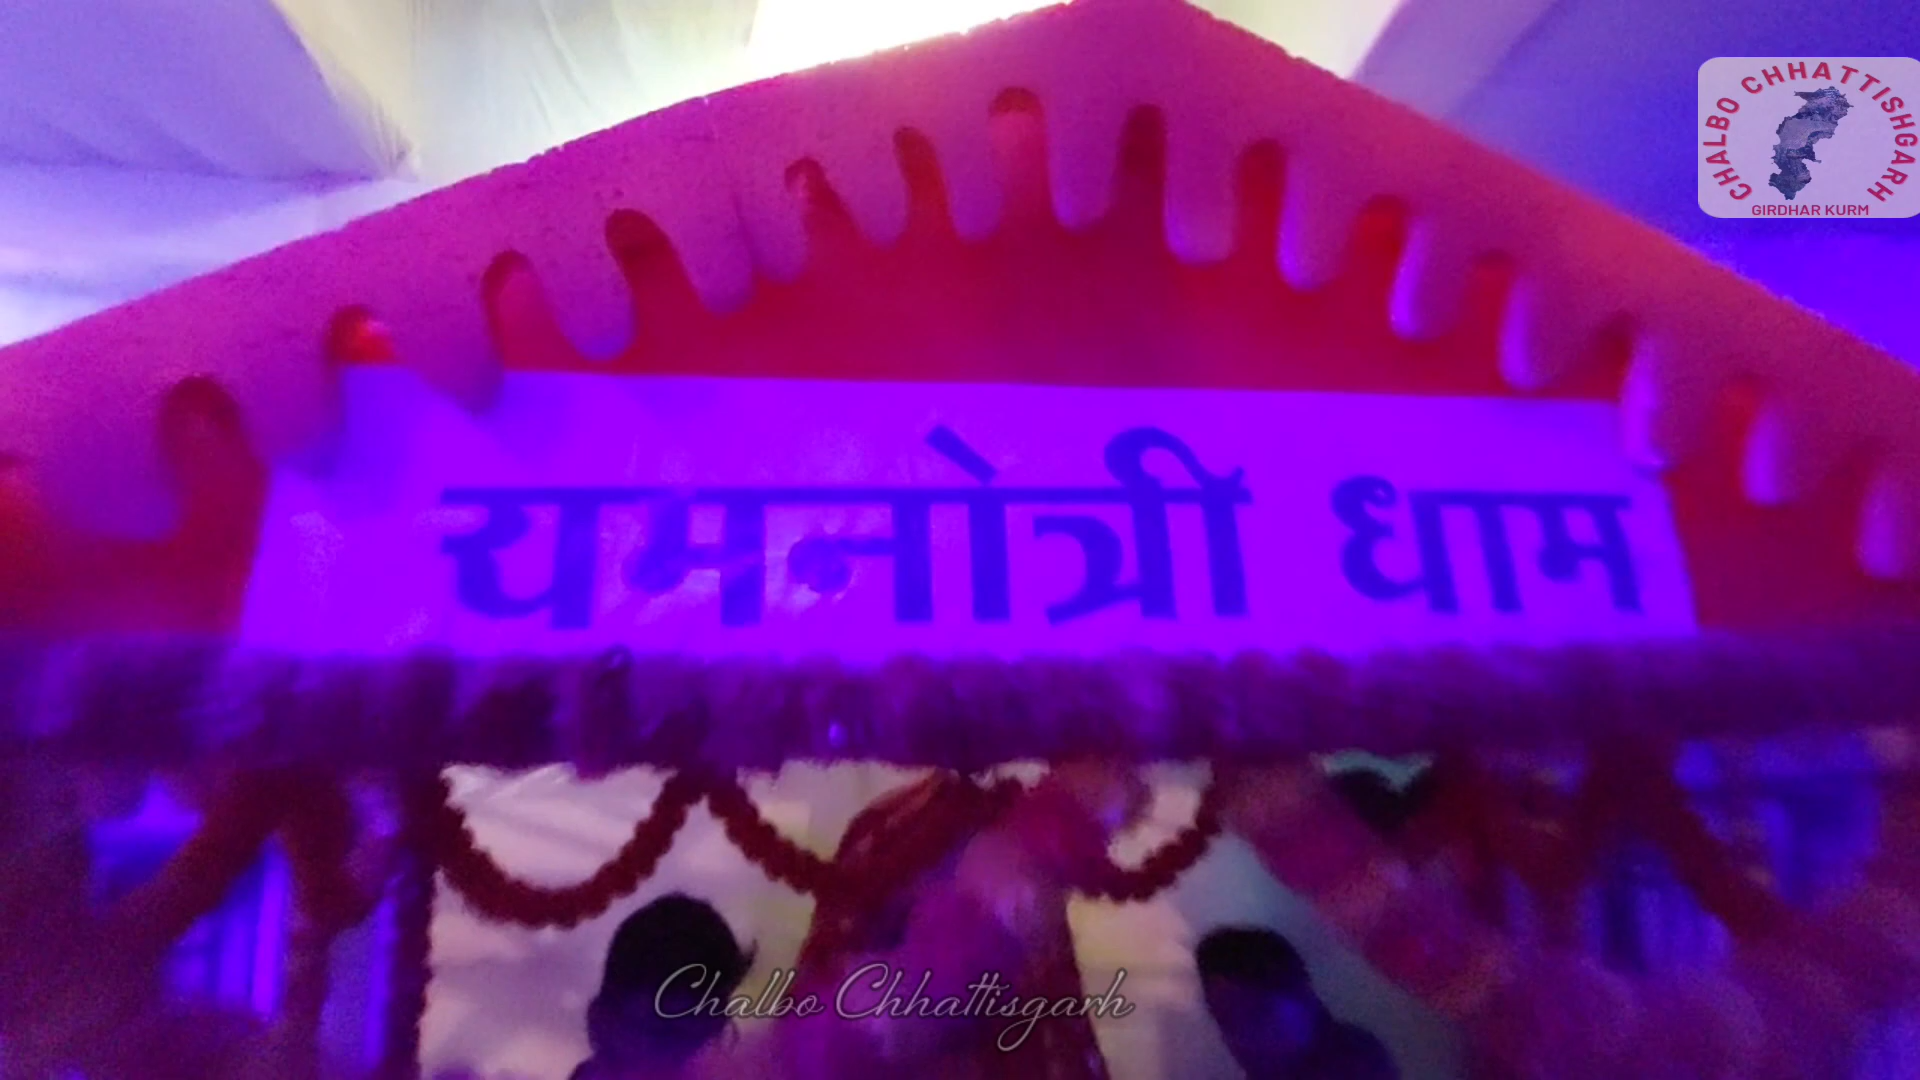 CHALBO CHHATTISHGARH
GIRDHAR KURM
यमनोत्री धाम
Chalbo Chhattisgarh